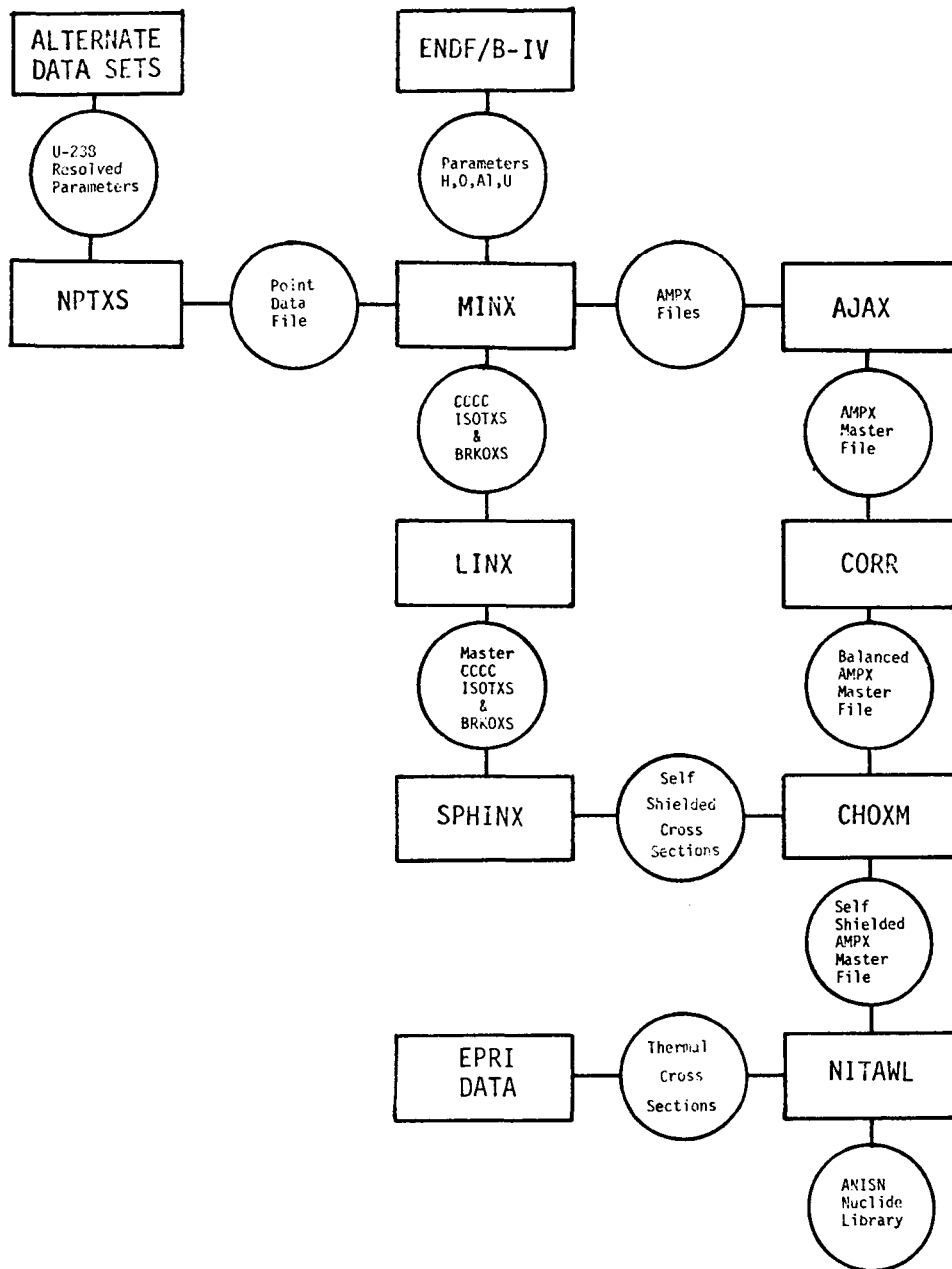 ALTERNATE
DATA SETS
ENDF/B-IV
U-238
Resolved
Parameters
Parameters
H,O,Al,U
NPTXS
Point
Data
File
MINX
AMPX
Files
AJAX
CCCC
ISOTXS
&
BRKOXS
AMPX
Master
File
LINX
CORR
Master
CCCC
ISOTXS
&
BRKOXS
Balanced
AMPX
Master
File
SPHINX
Self
Shielded
Cross
Sections
CHOXM
Self
Shielded
AMPX
Master
File
EPRI
DATA
Thermal
Cross
Sections
NITAWL
ANISN
Nuclide
Library